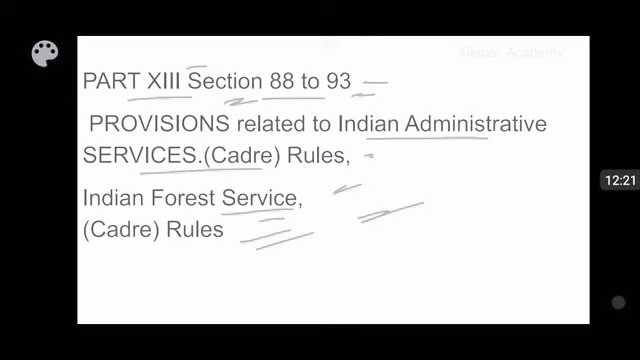 Global Academy
PART XIII Section 88 to 93
PROVISIONS related to Indian Administrative
SERVICES.(Cadre) Rules,
12:21
Indian Forest Service,
(Cadre) Rules